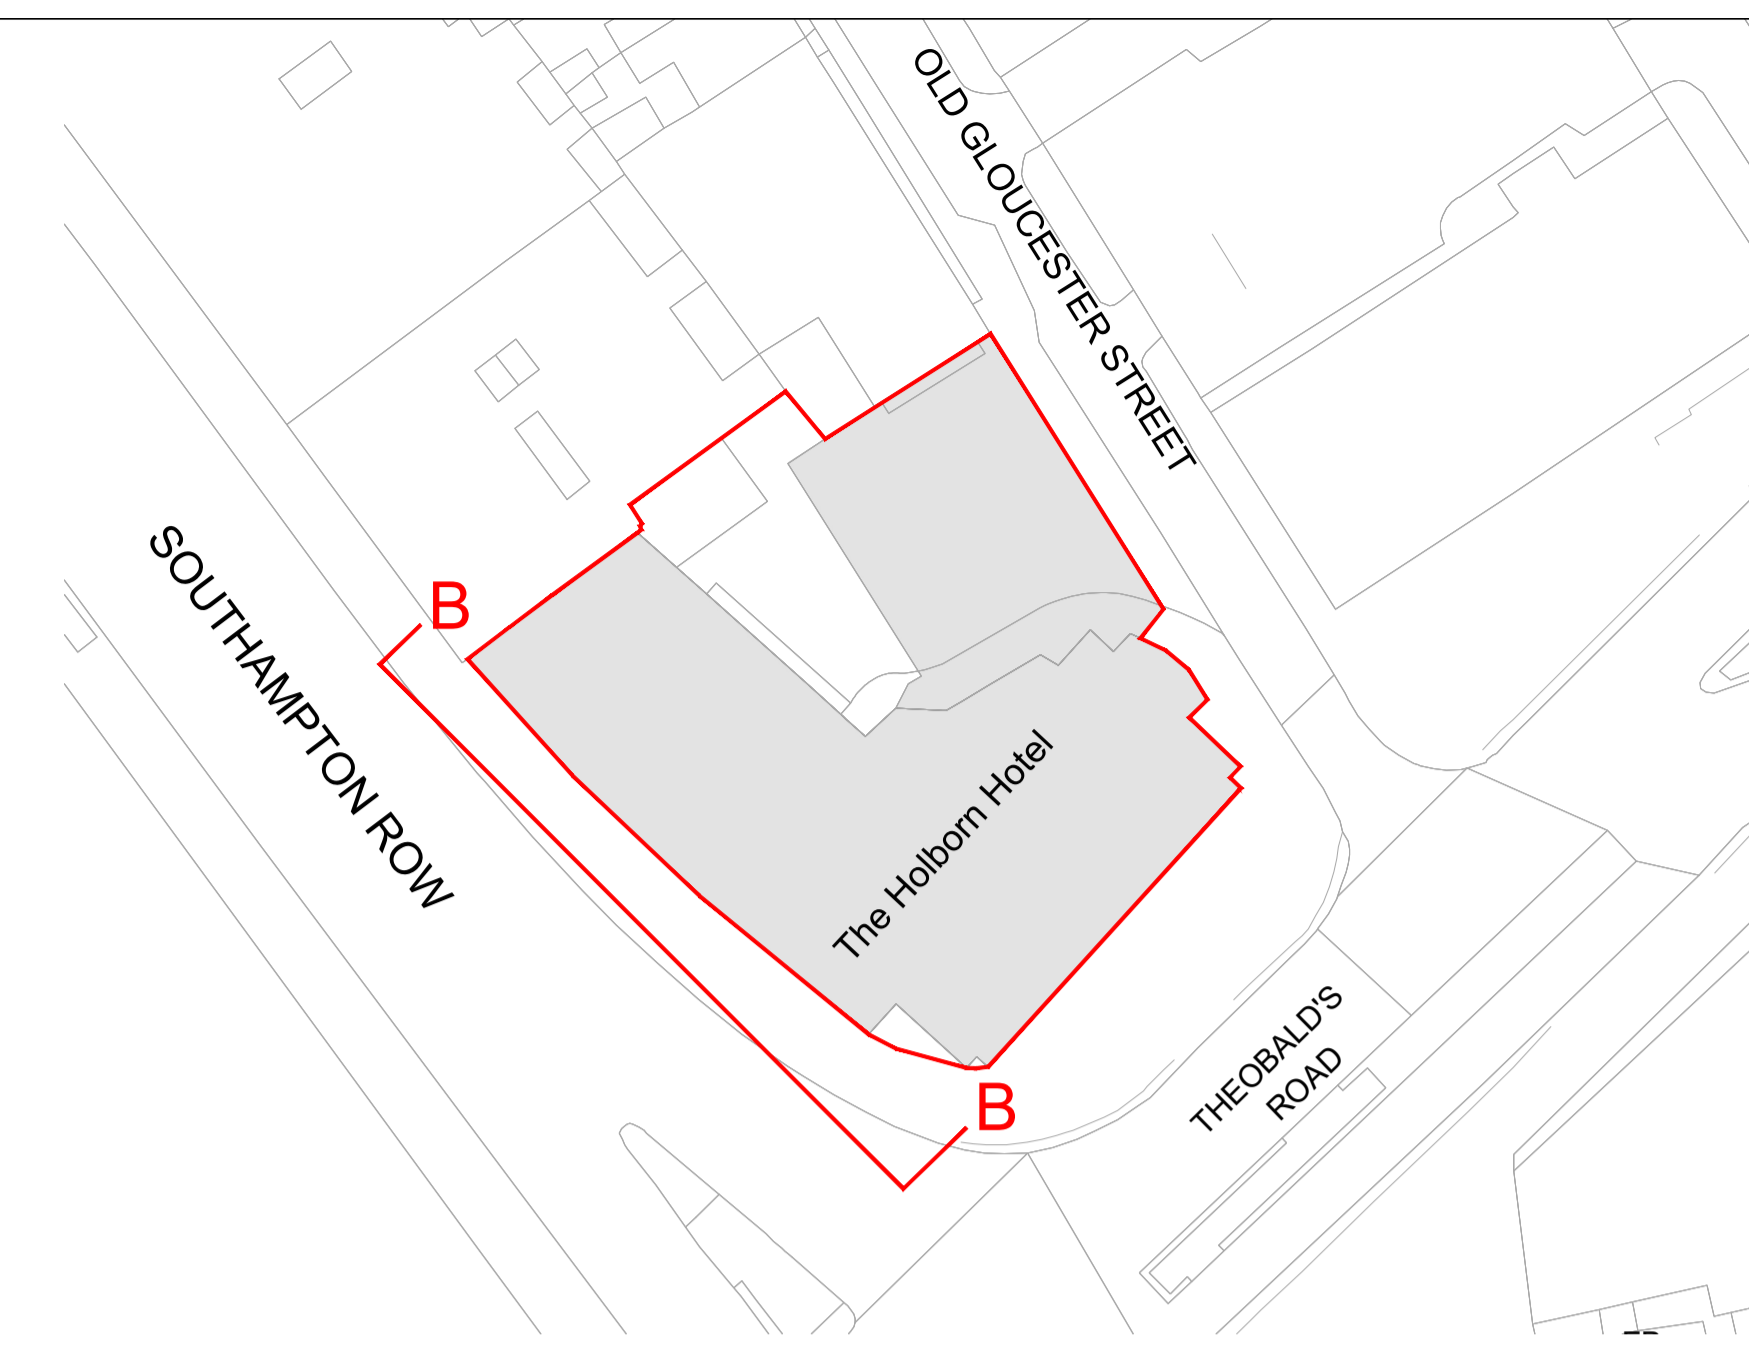 OLD GLOUCESTER STREET
SOUTHAMPTON ROW
B
The Holborn Hotel
B
THEOBALD'S
ROAD